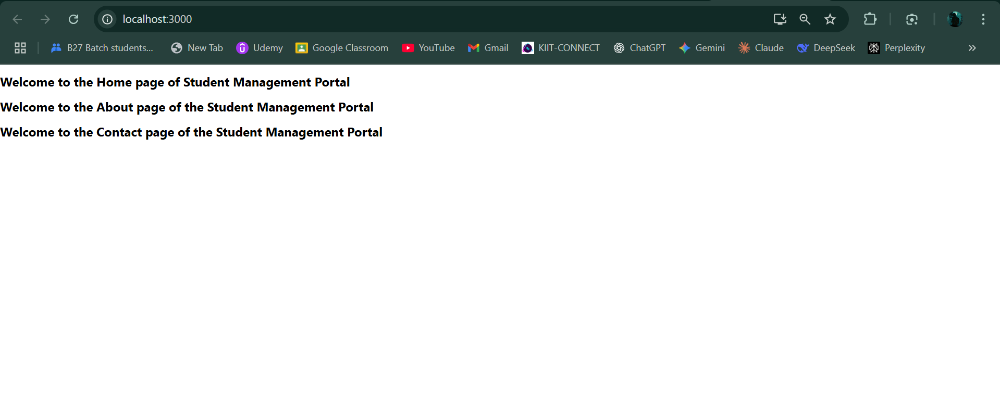 localhost:3000
B27 Batch students... New Tab Udemy Google Classroom YouTube Gmail KIIT-CONNECT ChatGPT Gemini Claude DeepSeek Perplexity
Welcome to the Home page of Student Management Portal
Welcome to the About page of the Student Management Portal
Welcome to the Contact page of the Student Management Portal